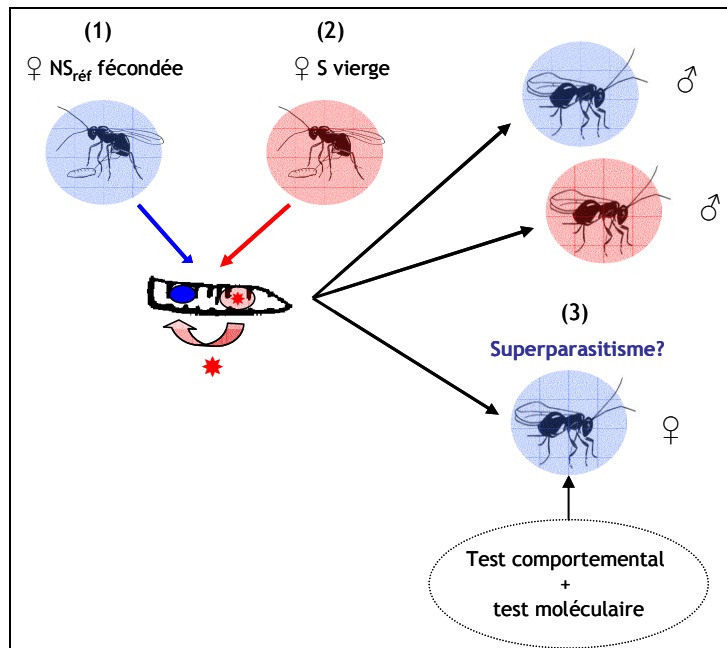 (1)
♀ NSréf fécondée
(2)
♀ S vierge
♂
♂
(3)
Superparasitisme?
♀
Test comportemental
+
test moléculaire